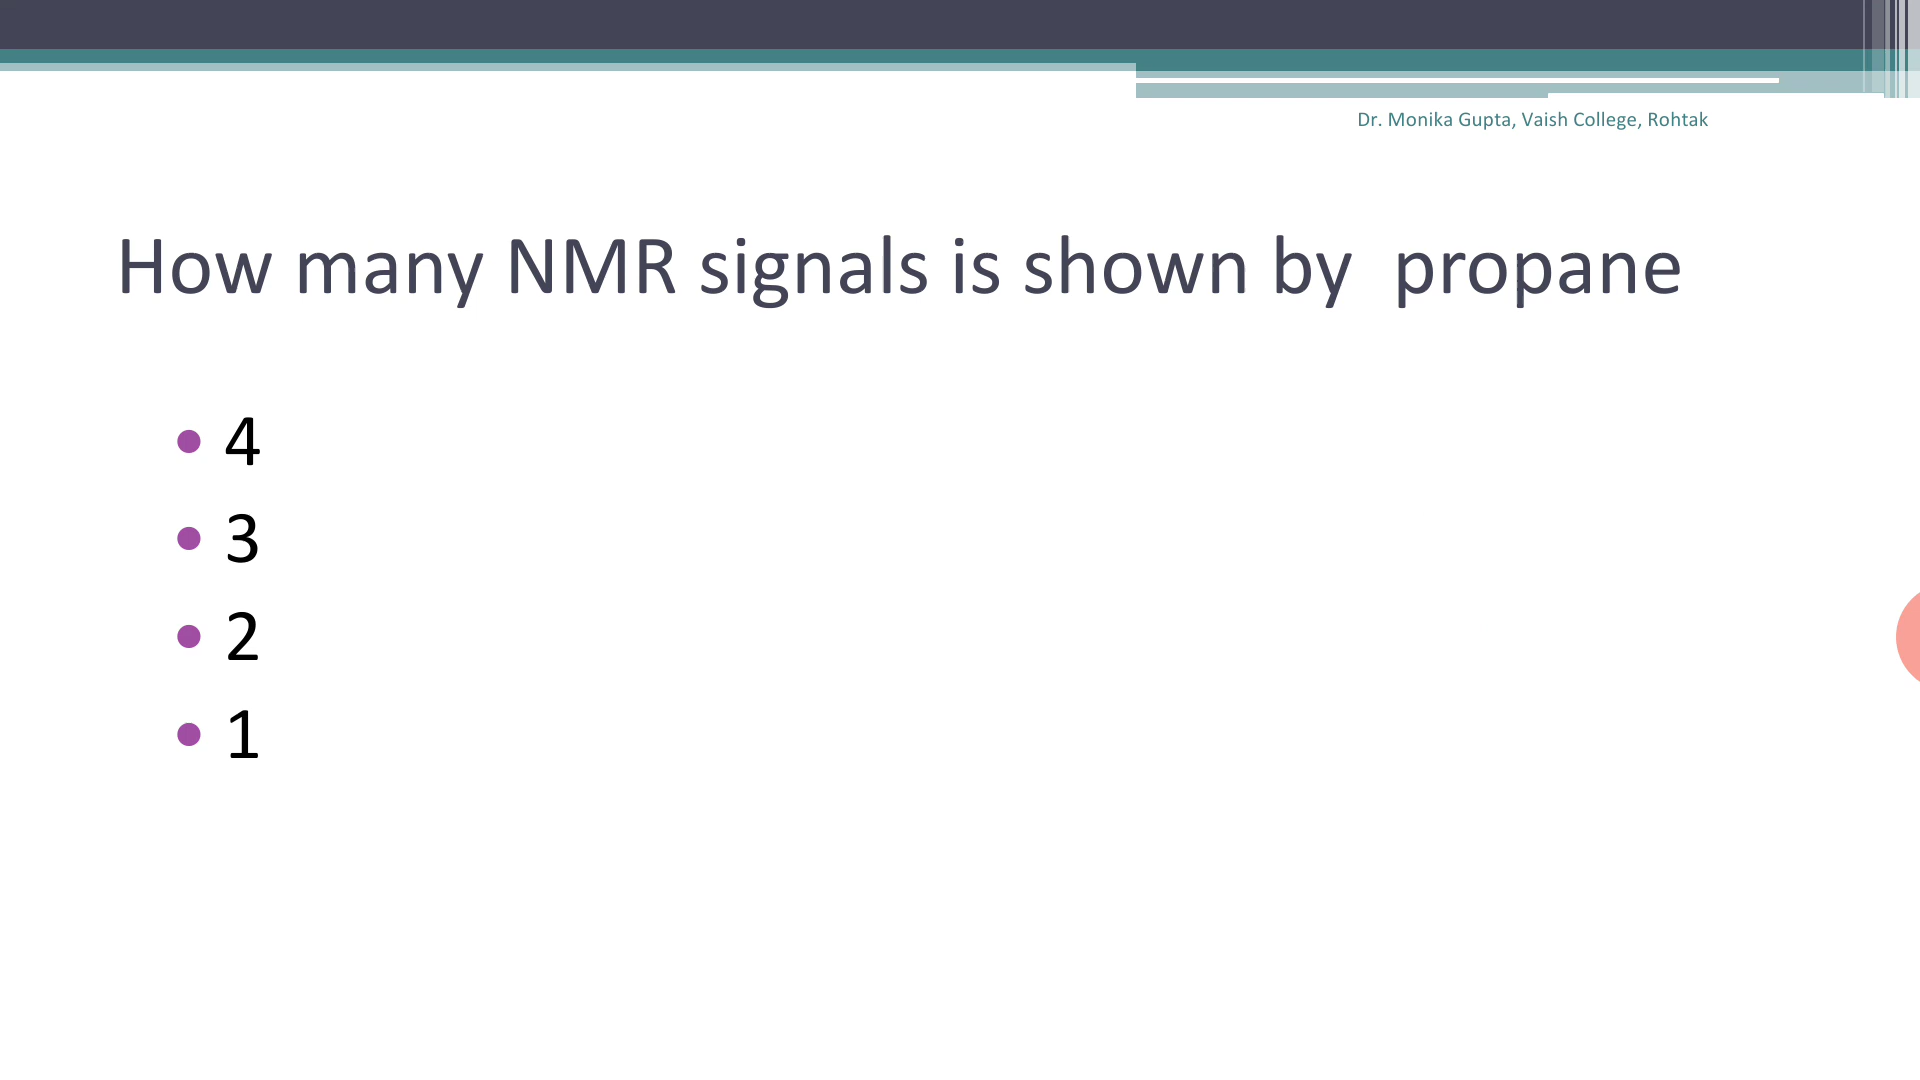 Dr. Monika Gupta, Vaish College, Rohtak
How many NMR signals is shown by  propane
• 4
• 3
• 2
• 1